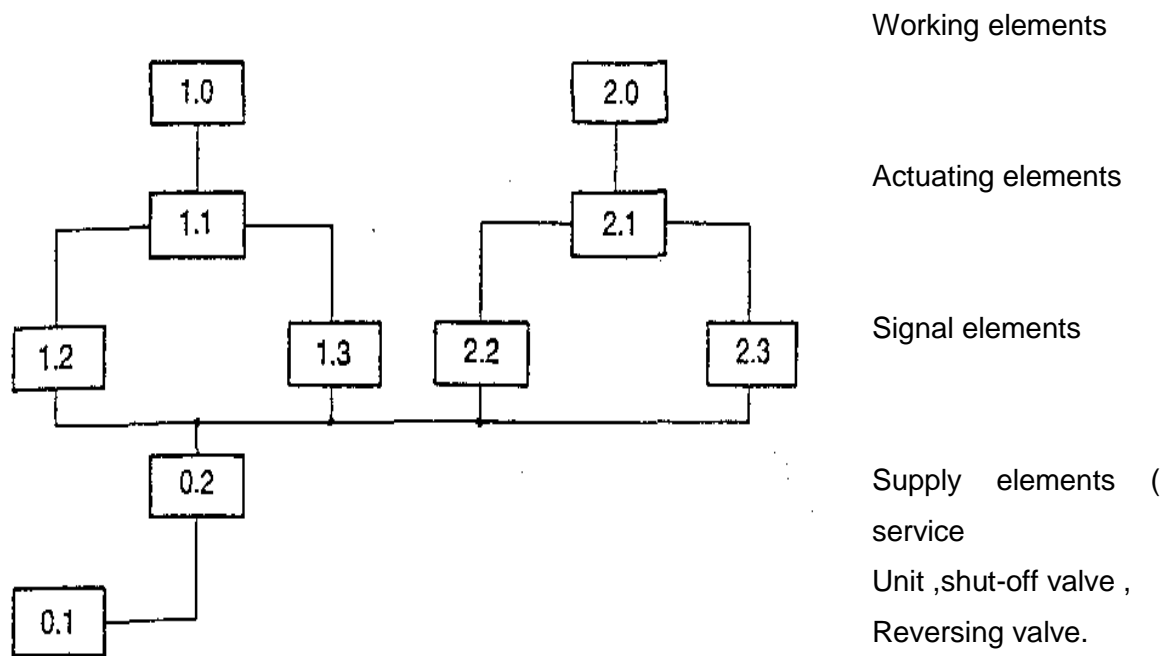 Working elements
1.0 2.0
Actuating elements
1.1 2.1
Signal elements
1.2 1.3 2.2 2.3
0.2
Supply elements (
service
Unit ,shut-off valve ,
0.1
Reversing valve.